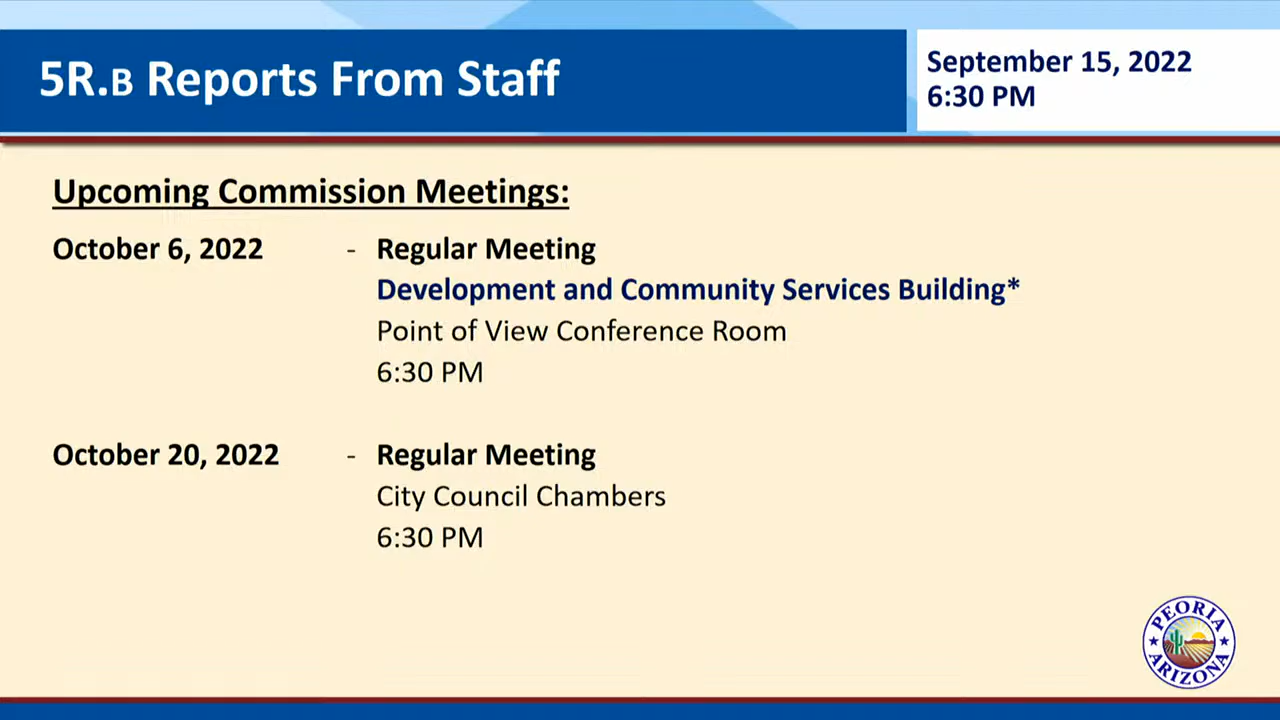 5R.B Reports From Staff
September 15, 2022
6:30 PM
Upcoming Commission Meetings:
October 6, 2022 - Regular Meeting
Development and Community Services Building*
Point of View Conference Room
6:30 PM
October 20, 2022 - Regular Meeting
City Council Chambers
6:30 PM
PEORIA
ARIZONA